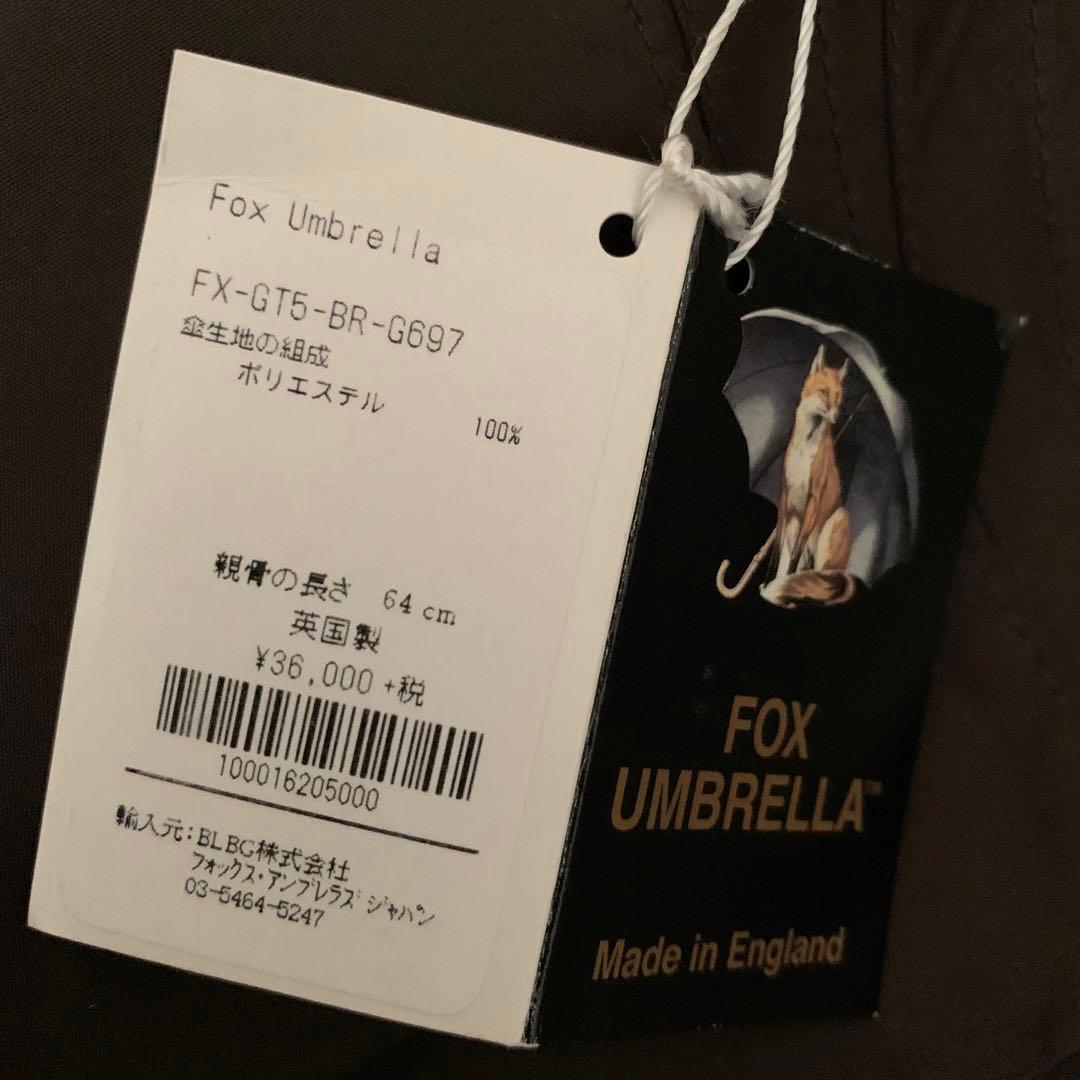 Fox Umbrella
FX-GT5-BR-G697
傘生地の組成
ポリエステル 100%
親骨の長さ 64cm
英国製
¥36,000+税
100016205000
輸入元:BLBG株式会社
フォックス・アンブレラズ ジャパン
03-5464-5247
FOX
UMBRELLA™
Made in England